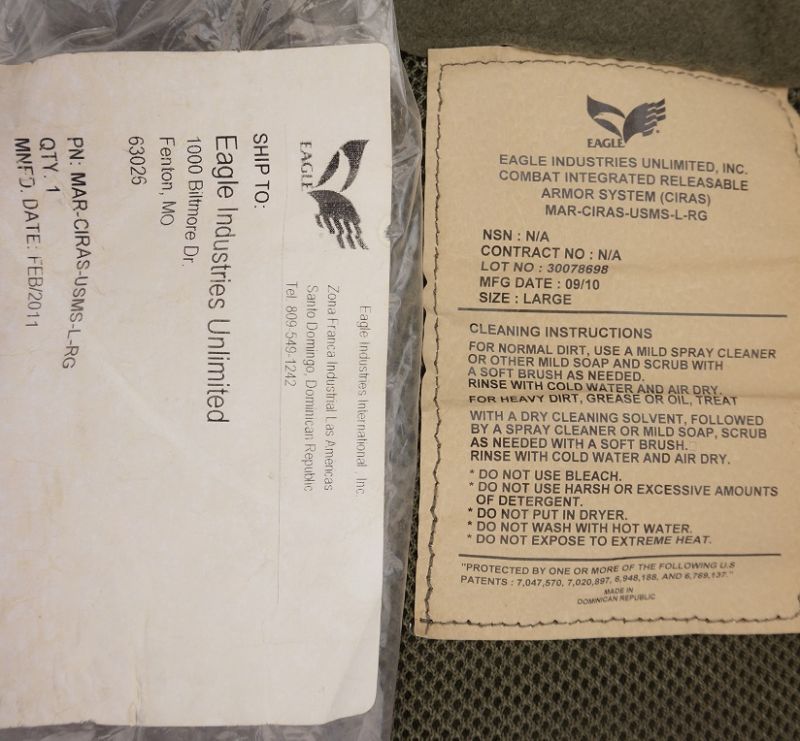 EAGLE
Eagle Industries International, Inc.
Zona Franca Industrial Las Americas
Santo Domingo, Dominican Republic
Tel 809-549-1242
SHIP TO:
Eagle Industries Unlimited
1000 Biltmore Dr.
Fenton, MO
63026
PN: MAR-CIRAS-USMS-L-RG
QTY. 1
MNFD. DATE: FEB/2011
EAGLE
EAGLE INDUSTRIES UNLIMITED, INC.
COMBAT INTEGRATED RELEASABLE
ARMOR SYSTEM (CIRAS)
MAR-CIRAS-USMS-L-RG
NSN : N/A
CONTRACT NO : N/A
LOT NO : 30078698
MFG DATE : 09/10
SIZE : LARGE
CLEANING INSTRUCTIONS
FOR NORMAL DIRT, USE A MILD SPRAY CLEANER
OR OTHER MILD SOAP AND SCRUB WITH
A SOFT BRUSH AS NEEDED.
RINSE WITH COLD WATER AND AIR DRY.
FOR HEAVY DIRT, GREASE OR OIL, TREAT
WITH A DRY CLEANING SOLVENT, FOLLOWED
BY A SPRAY CLEANER OR MILD SOAP, SCRUB
AS NEEDED WITH A SOFT BRUSH.
RINSE WITH COLD WATER AND AIR DRY.
* DO NOT USE BLEACH.
* DO NOT USE HARSH OR EXCESSIVE AMOUNTS
OF DETERGENT.
* DO NOT PUT IN DRYER.
* DO NOT WASH WITH HOT WATER.
* DO NOT EXPOSE TO EXTREME HEAT.
"PROTECTED BY ONE OR MORE OF THE FOLLOWING U.S
PATENTS : 7,047,570, 7,020,897, 6,948,188, AND 6,769,137."
MADE IN
DOMINICAN REPUBLIC